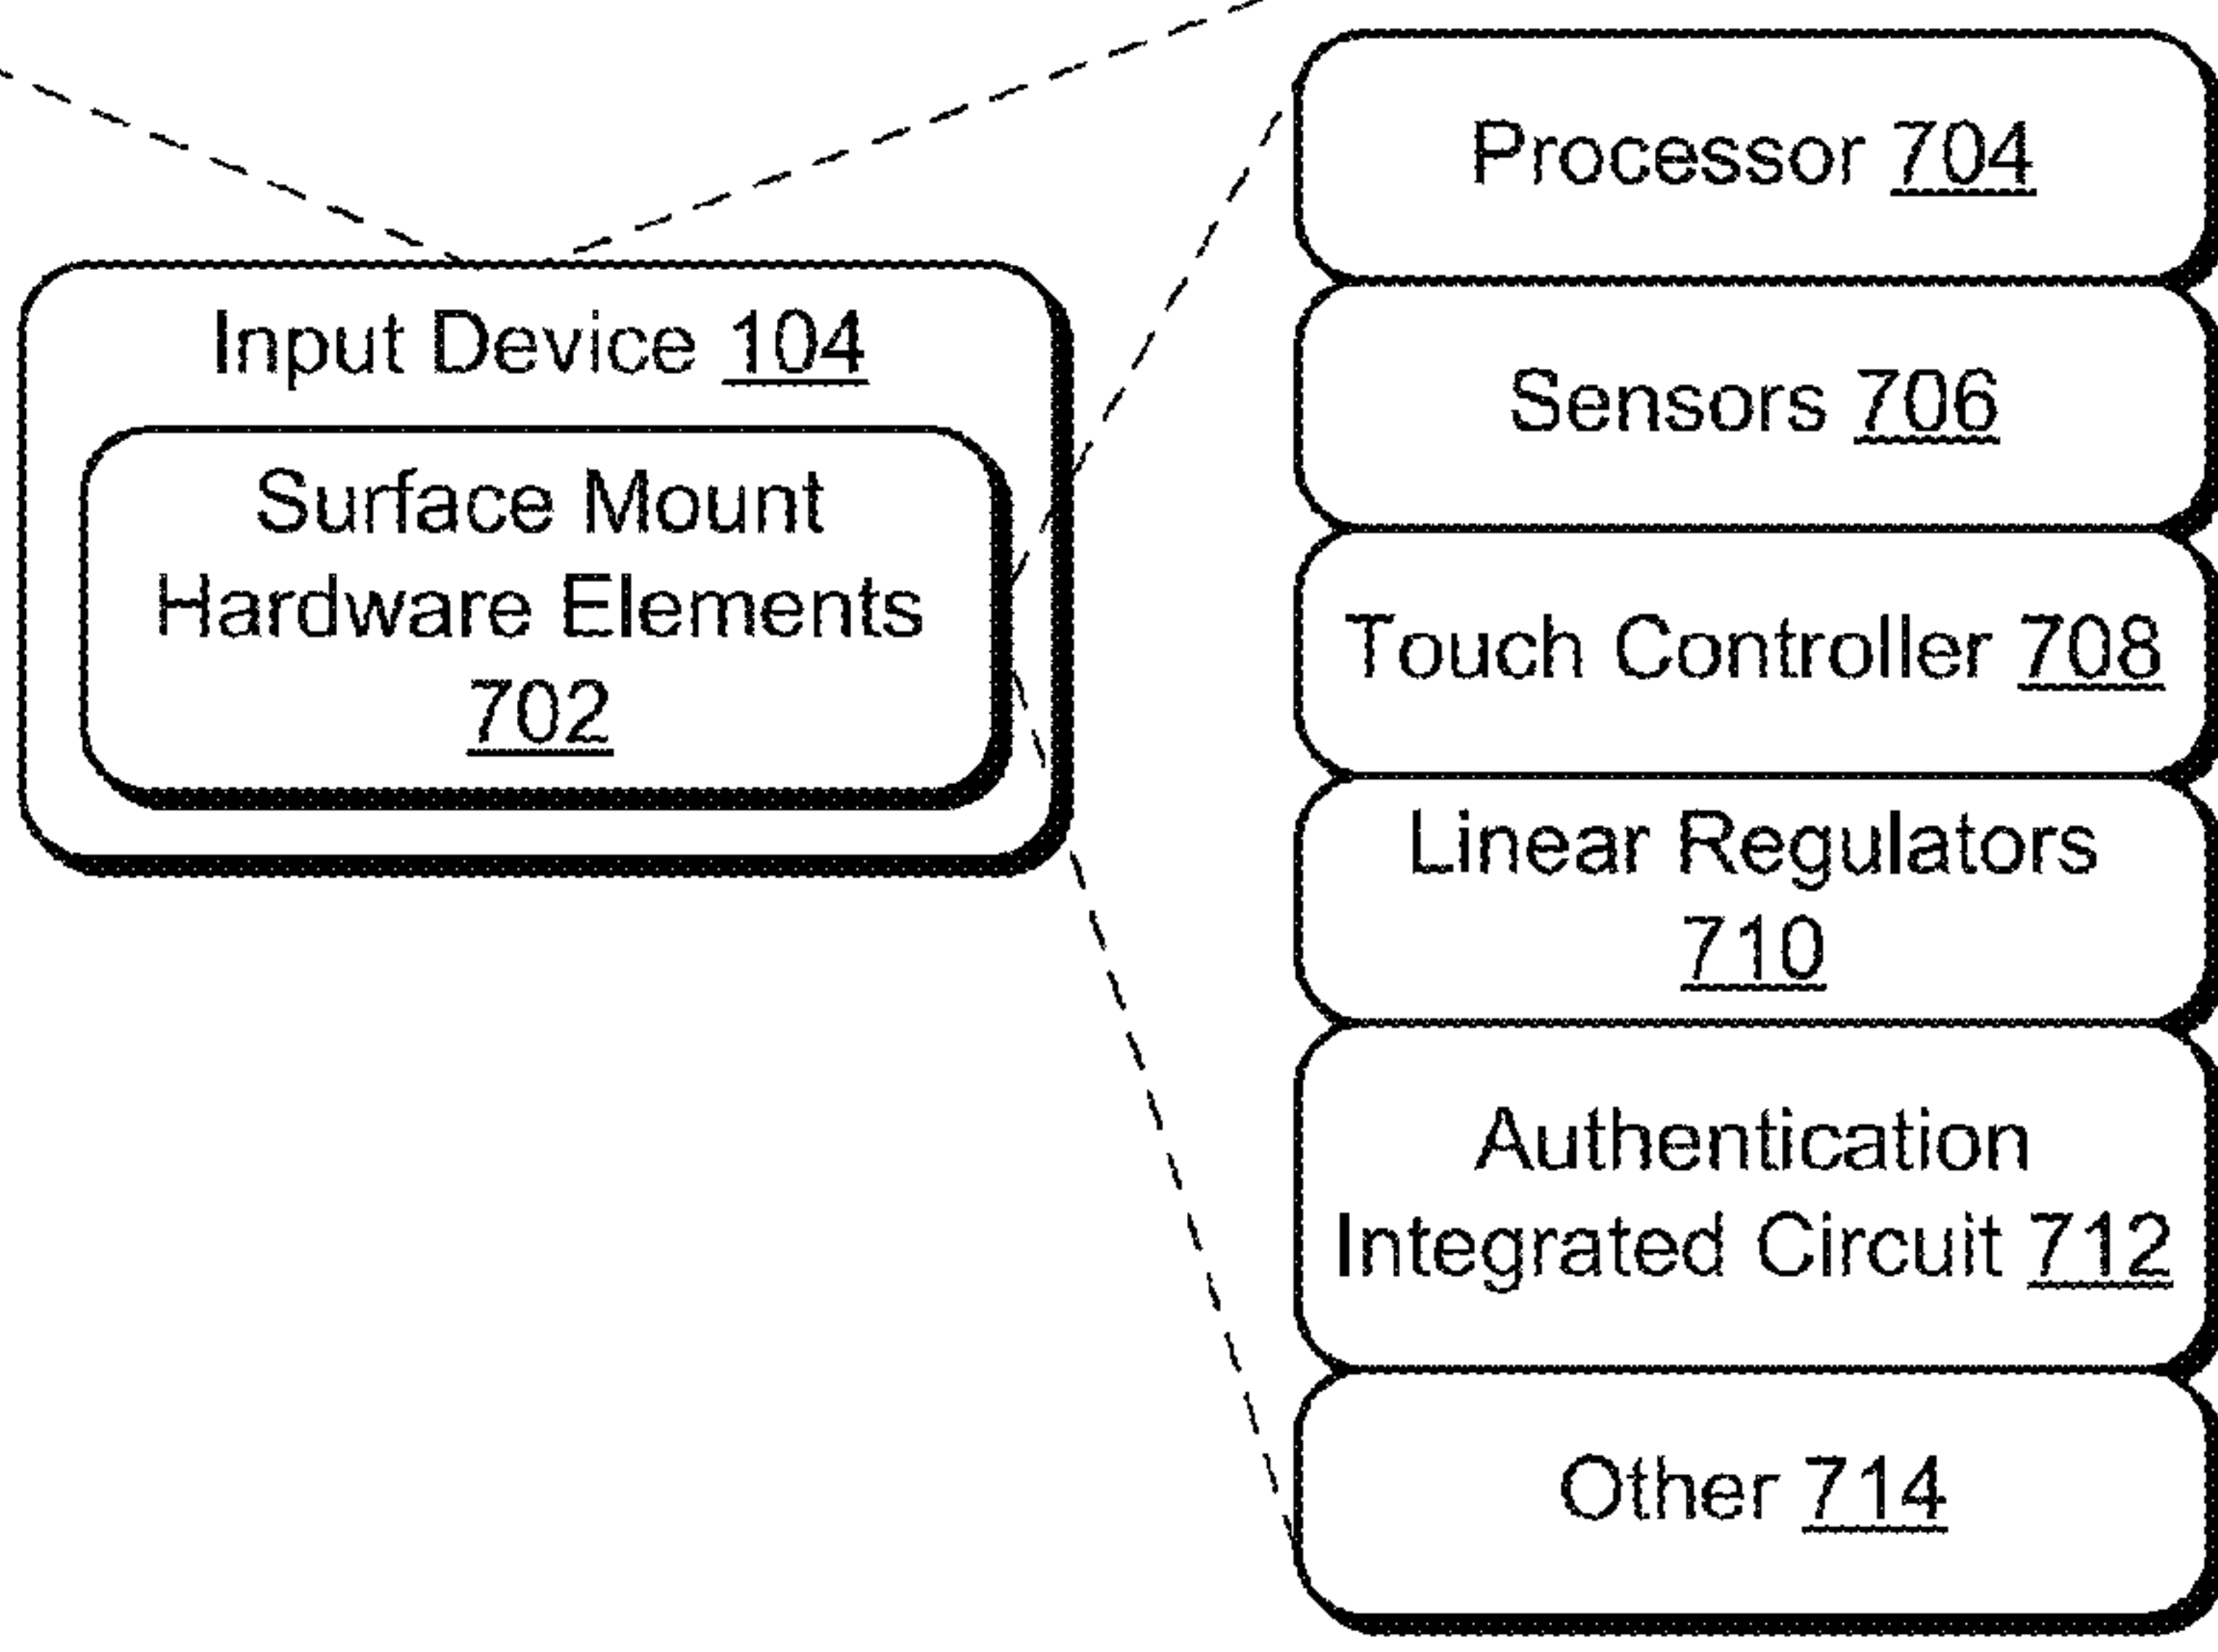 Input Device 104
Surface Mount
Hardware Elements
702
Processor 704
Sensors 706
Touch Controller 708
Linear Regulators
710
Authentication
Integrated Circuit 712
Other 714